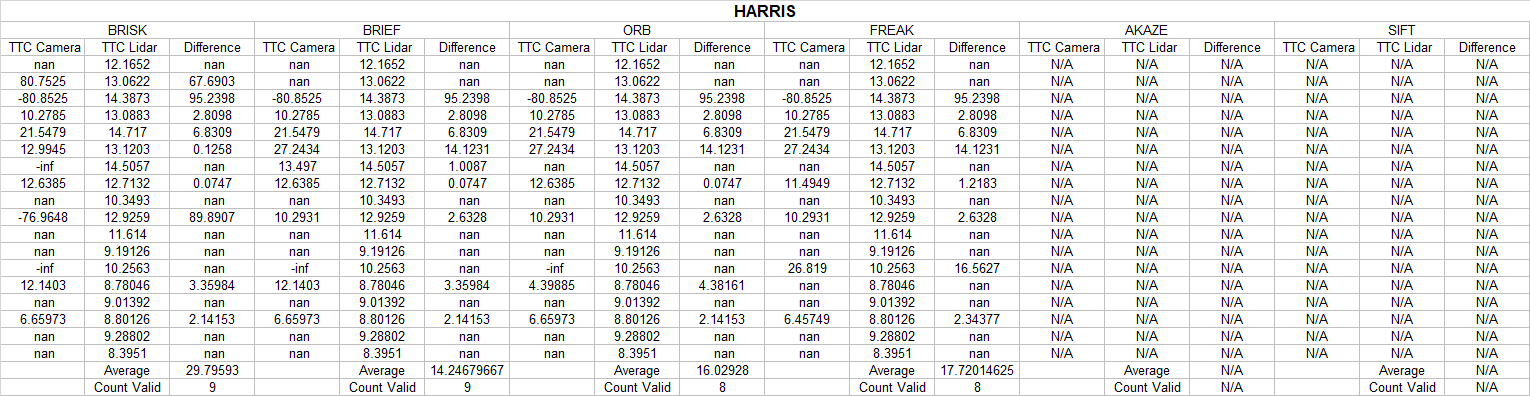 HARRIS
BRISK BRIEF ORB FREAK AKAZE SIFT
TTC Camera TTC Lidar Difference TTC Camera TTC Lidar Difference TTC Camera TTC Lidar Difference TTC Camera TTC Lidar Difference TTC Camera TTC Lidar Difference TTC Camera TTC Lidar Difference
nan 12.1652 nan nan 12.1652 nan nan 12.1652 nan nan 12.1652 nan N/A N/A N/A N/A N/A N/A
80.7525 13.0622 67.6903 nan 13.0622 nan nan 13.0622 nan nan 13.0622 nan N/A N/A N/A N/A N/A N/A
-80.8525 14.3873 95.2398 -80.8525 14.3873 95.2398 -80.8525 14.3873 95.2398 -80.8525 14.3873 95.2398 N/A N/A N/A N/A N/A N/A
10.2785 13.0883 2.8098 10.2785 13.0883 2.8098 10.2785 13.0883 2.8098 10.2785 13.0883 2.8098 N/A N/A N/A N/A N/A N/A
21.5479 14.717 6.8309 21.5479 14.717 6.8309 21.5479 14.717 6.8309 21.5479 14.717 6.8309 N/A N/A N/A N/A N/A N/A
12.9945 13.1203 0.1258 27.2434 13.1203 14.1231 27.2434 13.1203 14.1231 27.2434 13.1203 14.1231 N/A N/A N/A N/A N/A N/A
-inf 14.5057 nan 13.497 14.5057 1.0087 nan 14.5057 nan nan 14.5057 nan N/A N/A N/A N/A N/A N/A
12.6385 12.7132 0.0747 12.6385 12.7132 0.0747 12.6385 12.7132 0.0747 11.4949 12.7132 1.2183 N/A N/A N/A N/A N/A N/A
nan 10.3493 nan nan 10.3493 nan nan 10.3493 nan nan 10.3493 nan N/A N/A N/A N/A N/A N/A
-76.9648 12.9259 89.8907 10.2931 12.9259 2.6328 10.2931 12.9259 2.6328 10.2931 12.9259 2.6328 N/A N/A N/A N/A N/A N/A
nan 11.614 nan nan 11.614 nan nan 11.614 nan nan 11.614 nan N/A N/A N/A N/A N/A N/A
nan 9.19126 nan nan 9.19126 nan nan 9.19126 nan nan 9.19126 nan N/A N/A N/A N/A N/A N/A
-inf 10.2563 nan -inf 10.2563 nan -inf 10.2563 nan 26.819 10.2563 16.5627 N/A N/A N/A N/A N/A N/A
12.1403 8.78046 3.35984 12.1403 8.78046 3.35984 4.39885 8.78046 4.38161 nan 8.78046 nan N/A N/A N/A N/A N/A N/A
nan 9.01392 nan nan 9.01392 nan nan 9.01392 nan nan 9.01392 nan N/A N/A N/A N/A N/A N/A
6.65973 8.80126 2.14153 6.65973 8.80126 2.14153 6.65973 8.80126 2.14153 6.45749 8.80126 2.34377 N/A N/A N/A N/A N/A N/A
nan 9.28802 nan nan 9.28802 nan nan 9.28802 nan nan 9.28802 nan N/A N/A N/A N/A N/A N/A
nan 8.3951 nan nan 8.3951 nan nan 8.3951 nan nan 8.3951 nan N/A N/A N/A N/A N/A N/A
Average 29.79593 Average 14.24679667 Average 16.02928 Average 17.72014625 Average N/A Average N/A
Count Valid 9 Count Valid 9 Count Valid 8 Count Valid 8 Count Valid N/A Count Valid N/A